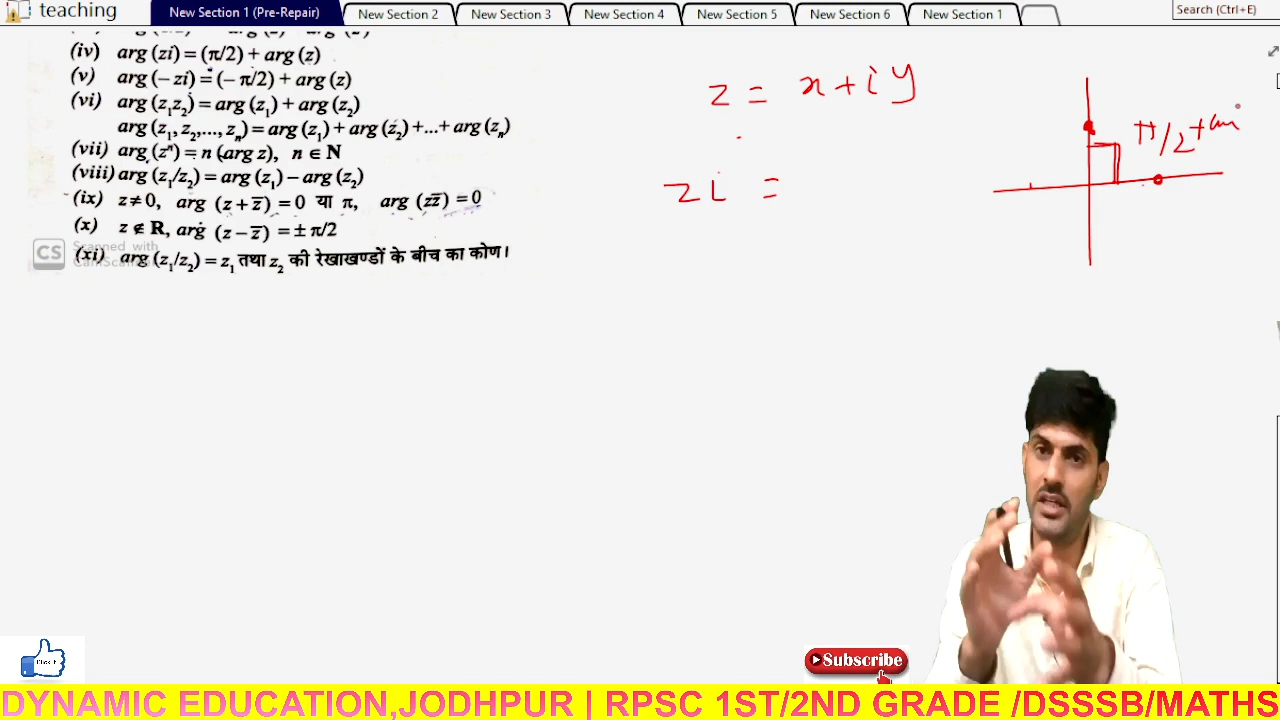 teaching
New Section 1 (Pre-Repair) New Section 2 New Section 3 New Section 4 New Section 5 New Section 6 New Section 1
Search (Ctrl+E)
(iv) arg (zi) = (π/2) + arg (z)
(v) arg (– zi) = (– π/2) + arg (z)
(vi) arg (z₁z₂) = arg (z₁) + arg (z₂)
arg (z₁, z₂, ..., zₙ) = arg (z₁) + arg (z₂) +...+ arg (zₙ)
(vii) arg (zⁿ) = n (arg z), n ∈ N
(viii) arg (z₁/z₂) = arg (z₁) – arg (z₂)
(ix) z ≠ 0, arg (z + z̅) = 0 या π, arg (zz̅) = 0
(x) z ∉ R, arg (z – z̅) = ± π/2
(xi) arg (z₁/z₂) = z₁ तथा z₂ की रेखाखण्डों के बीच का कोण।
CS Scanned with
z = x + iy
zi =
π/2 +
Subscribe
DYNAMIC EDUCATION,JODHPUR | RPSC 1ST/2ND GRADE /DSSSB/MATHS